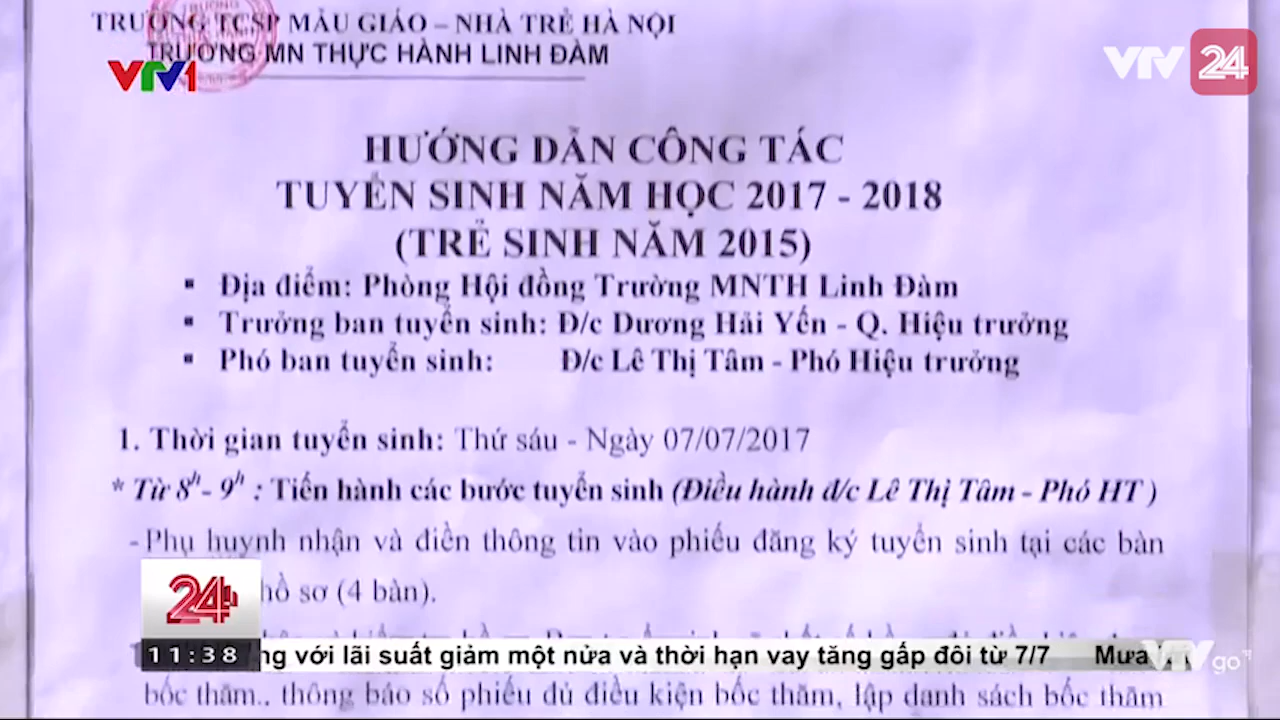 TRƯỜNG TCSP MẪU GIÁO – NHÀ TRẺ HÀ NỘI
TRƯỜNG MN THỰC HÀNH LINH ĐÀM
VTV1
VTV 24
HƯỚNG DẪN CÔNG TÁC
TUYỂN SINH NĂM HỌC 2017 - 2018
(TRẺ SINH NĂM 2015)
▪ Địa điểm: Phòng Hội đồng Trường MNTH Linh Đàm
▪ Trưởng ban tuyển sinh: Đ/c Dương Hải Yến - Q. Hiệu trưởng
▪ Phó ban tuyển sinh: Đ/c Lê Thị Tâm - Phó Hiệu trưởng
1. Thời gian tuyển sinh: Thứ sáu - Ngày 07/07/2017
* Từ 8h - 9h : Tiến hành các bước tuyển sinh (Điều hành đ/c Lê Thị Tâm - Phó HT )
- Phụ huynh nhận và điền thông tin vào phiếu đăng ký tuyển sinh tại các bàn
hồ sơ (4 bàn).
24h
11:38 ng với lãi suất giảm một nửa và thời hạn vay tăng gấp đôi từ 7/7 Mưa
VTV go
bốc thăm., thông báo số phiếu đủ điều kiện bốc thăm, lập danh sách bốc thăm